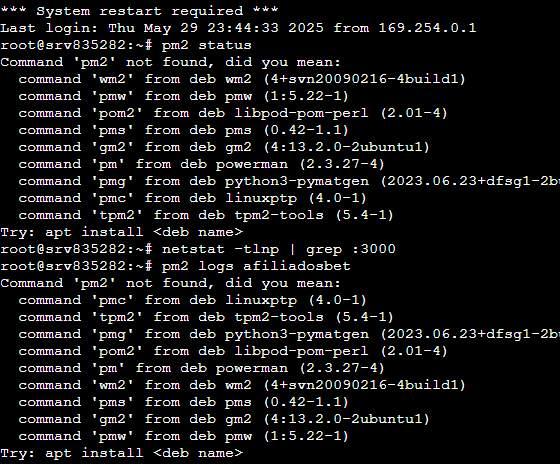 *** System restart required ***
Last login: Thu May 29 23:44:33 2025 from 169.254.0.1
root@srv835282:~# pm2 status
Command 'pm2' not found, did you mean:
  command 'wm2' from deb wm2 (4+svn20090216-4build1)
  command 'pmw' from deb pmw (1:5.22-1)
  command 'pom2' from deb libpod-pom-perl (2.01-4)
  command 'pms' from deb pms (0.42-1.1)
  command 'gm2' from deb gm2 (4:13.2.0-2ubuntu1)
  command 'pm' from deb powerman (2.3.27-4)
  command 'pmg' from deb python3-pymatgen (2023.06.23+dfsg1-2bu
  command 'pmc' from deb linuxptp (4.0-1)
  command 'tpm2' from deb tpm2-tools (5.4-1)
Try: apt install <deb name>
root@srv835282:~# netstat -tlnp | grep :3000
root@srv835282:~# pm2 logs afiliadosbet
Command 'pm2' not found, did you mean:
  command 'pmc' from deb linuxptp (4.0-1)
  command 'tpm2' from deb tpm2-tools (5.4-1)
  command 'pmg' from deb python3-pymatgen (2023.06.23+dfsg1-2bu
  command 'pom2' from deb libpod-pom-perl (2.01-4)
  command 'pm' from deb powerman (2.3.27-4)
  command 'wm2' from deb wm2 (4+svn20090216-4build1)
  command 'pms' from deb pms (0.42-1.1)
  command 'gm2' from deb gm2 (4:13.2.0-2ubuntu1)
  command 'pmw' from deb pmw (1:5.22-1)
Try: apt install <deb name>